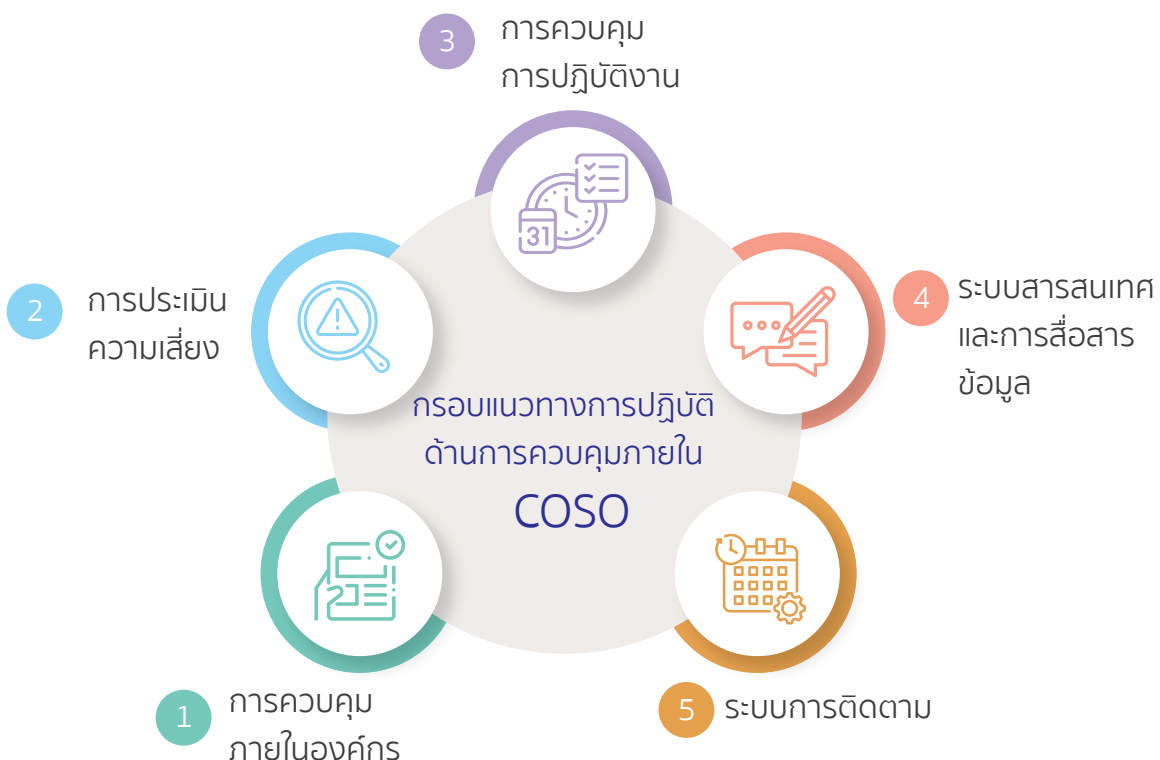 3
การควบคุม
การปฏิบัติงาน
31
2
การประเมิน
ความเสี่ยง
4
ระบบสารสนเทศ
และการสื่อสาร
ข้อมูล
กรอบแนวทางการปฏิบัติ
ด้านการควบคุมภายใน
COSO
1
การควบคุม
ภายในองค์กร
5
ระบบการติดตาม